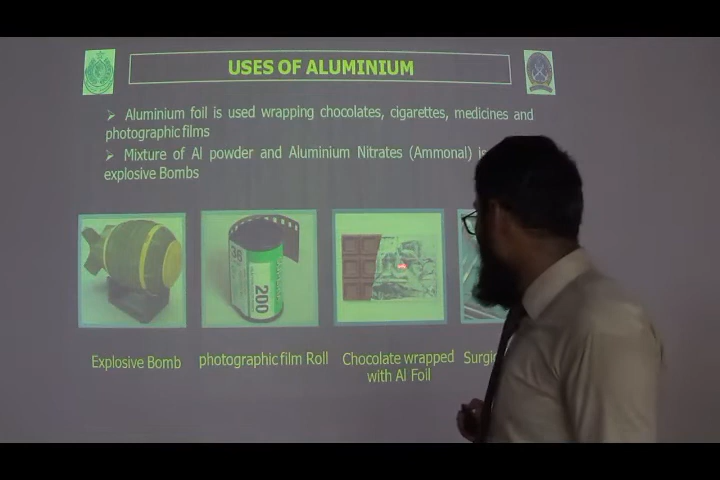 USES OF ALUMINIUM
➢ Aluminium foil is used wrapping chocolates, cigarettes, medicines and
photographic films
➢ Mixture of Al powder and Aluminium Nitrates (Ammonal) is
explosive Bombs
36
200
Explosive Bomb
photographic film Roll
Chocolate wrapped
with Al Foil